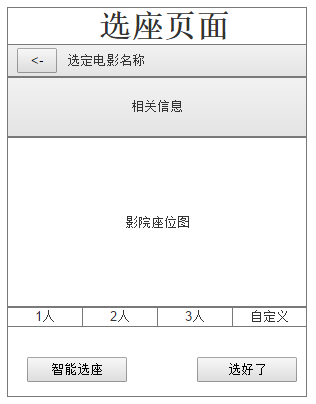 选座页面
<- 选定电影名称
相关信息
影院座位图
1人 2人 3人 自定义
智能选座 选好了